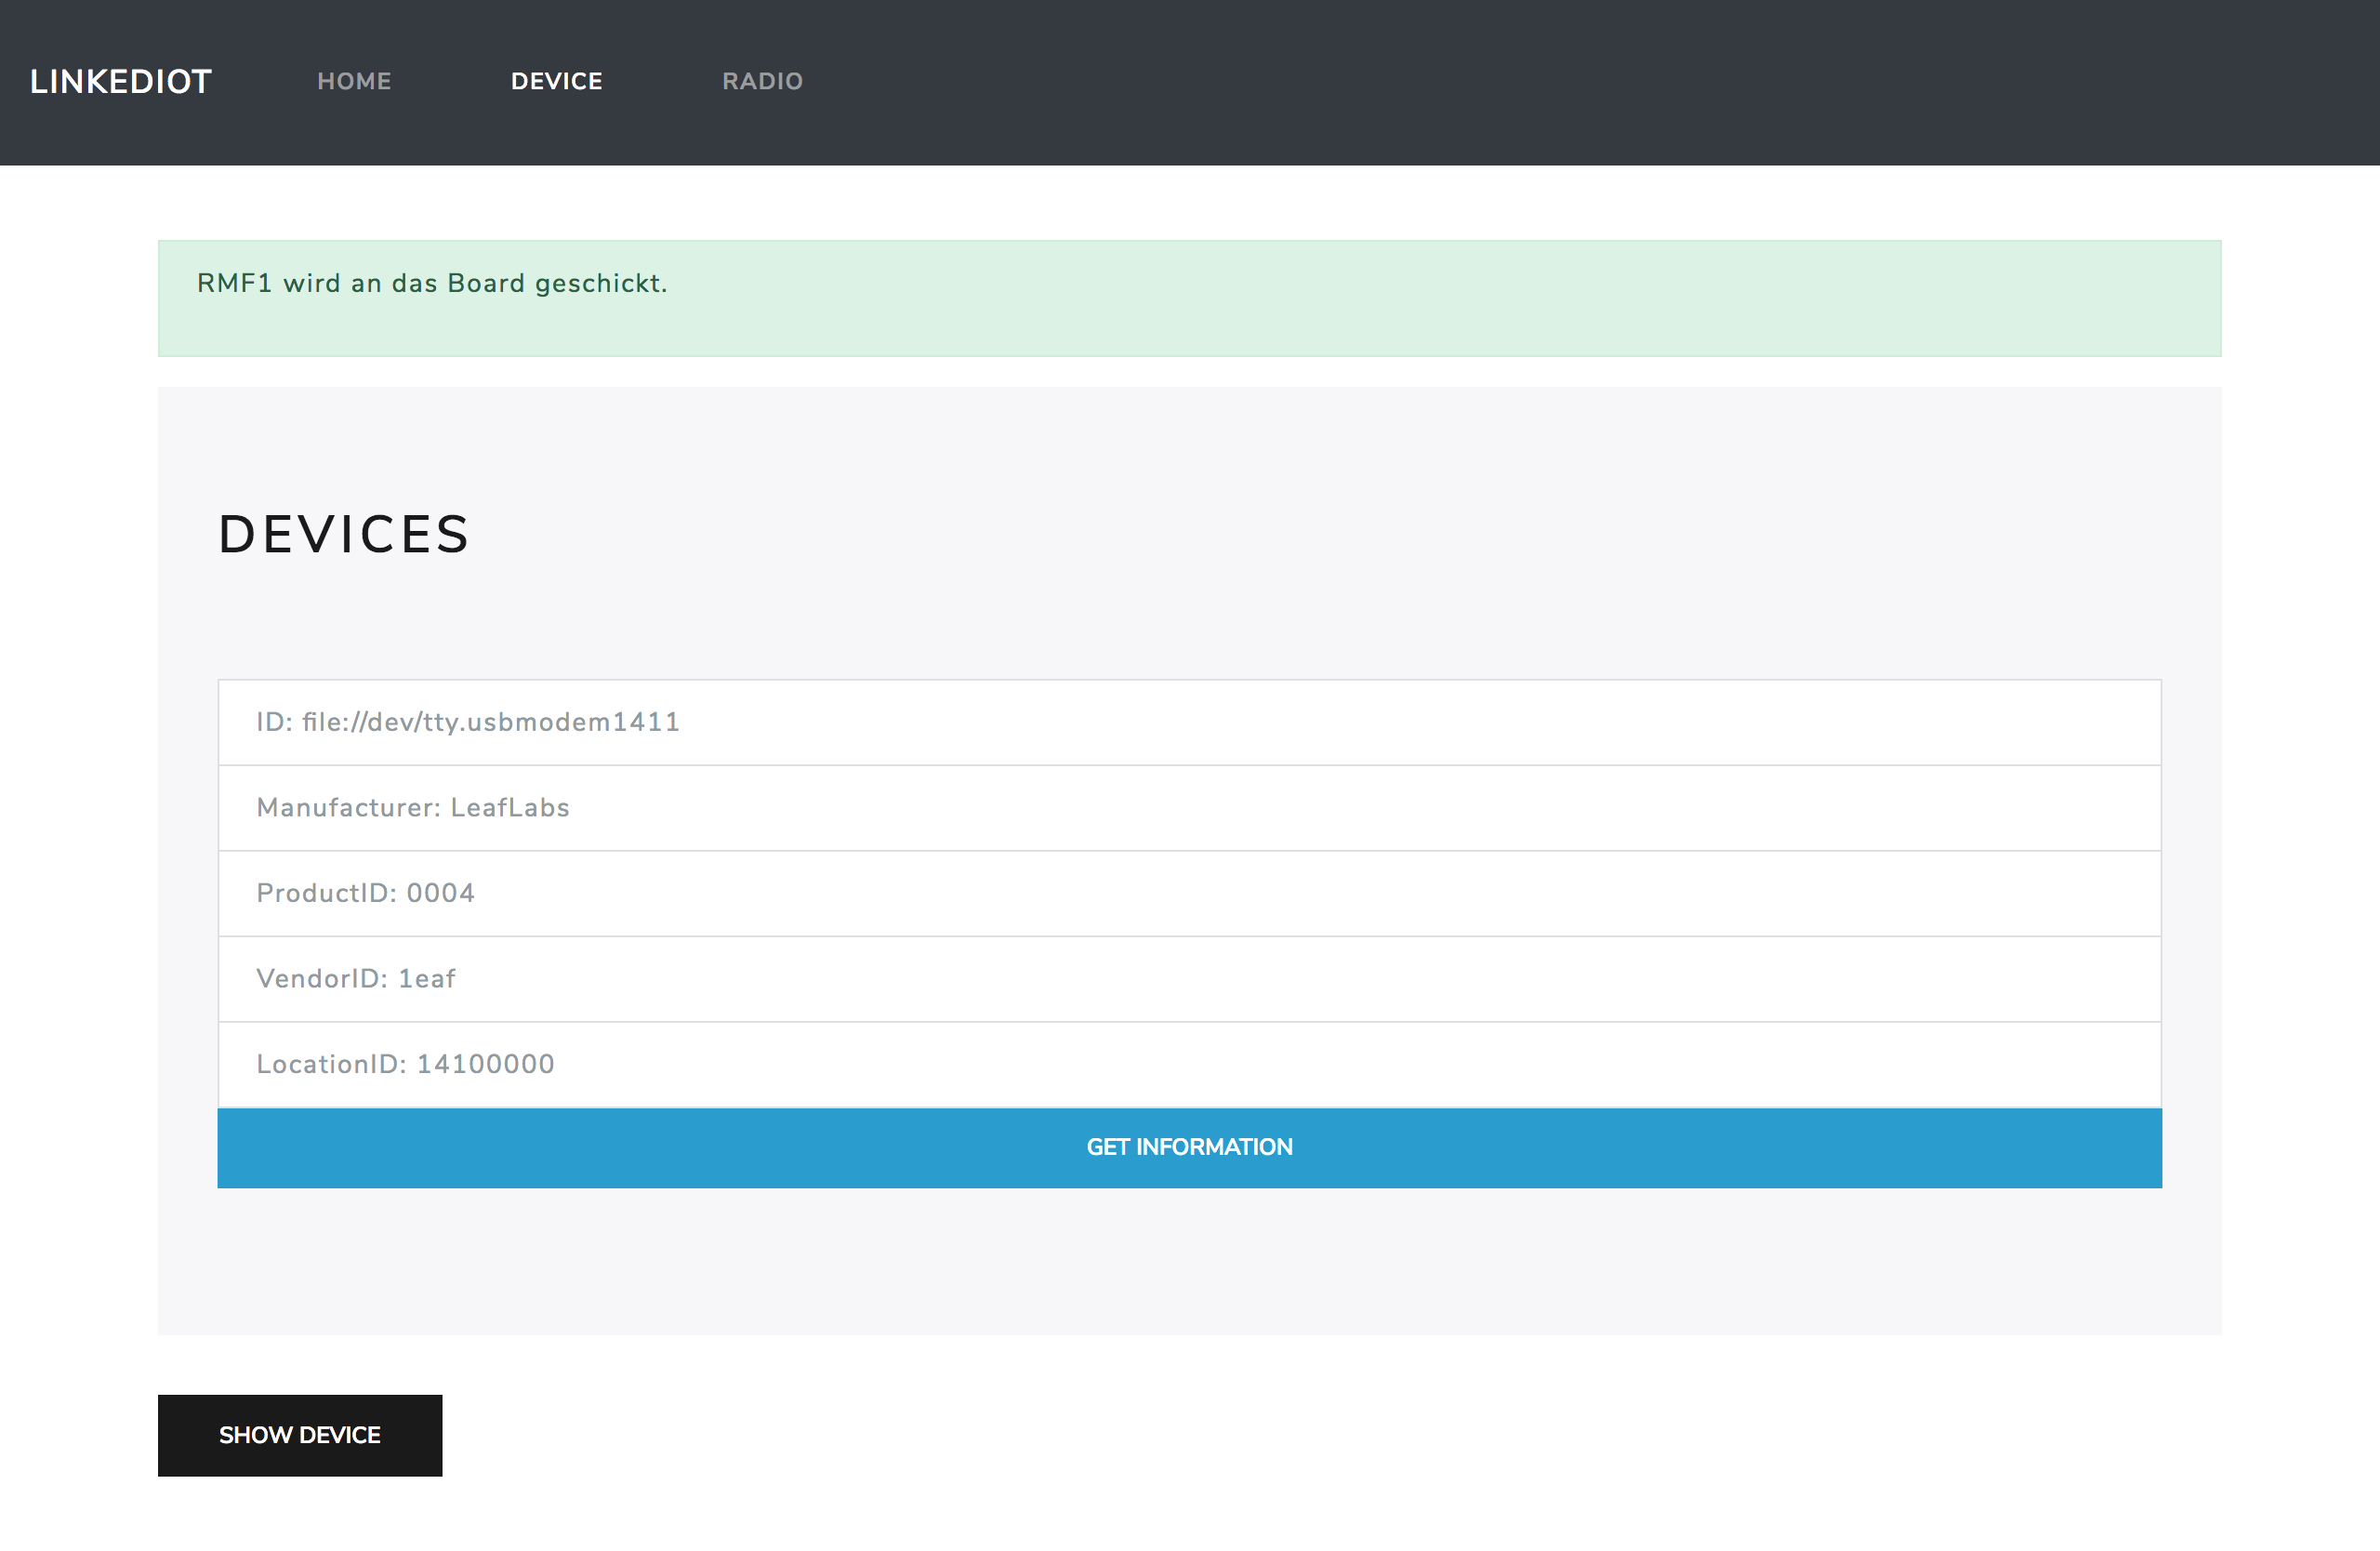 LINKEDIOT HOME DEVICE RADIO
RMF1 wird an das Board geschickt.
DEVICES
ID: file://dev/tty.usbmodem1411
Manufacturer: LeafLabs
ProductID: 0004
VendorID: 1eaf
LocationID: 14100000
GET INFORMATION
SHOW DEVICE